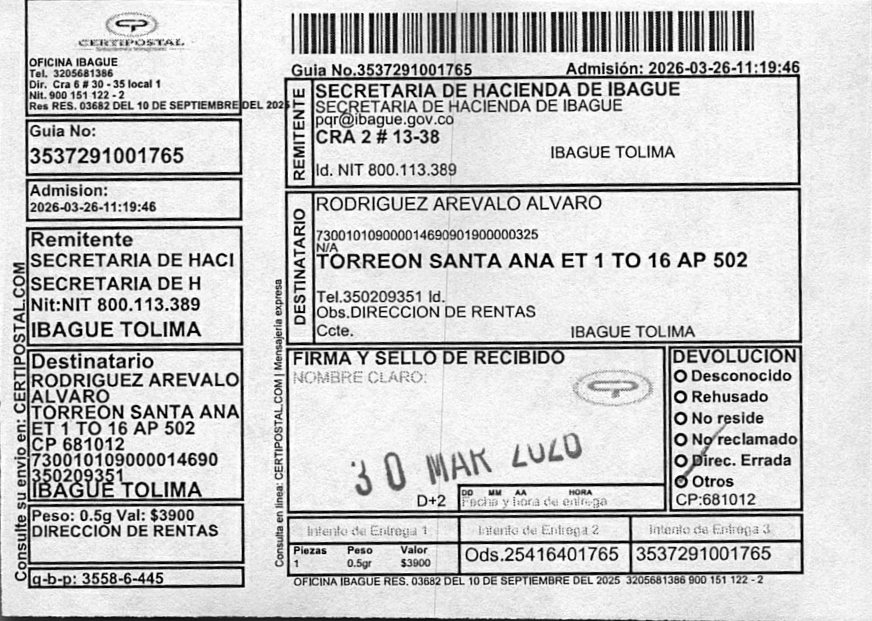 CERTIPOSTAL
OFICINA IBAGUE
Tel. 3205681386
Dir. Cra 6 # 30 - 35 local 1
Nit. 900 151 122 - 2
Res RES. 03682 DEL 10 DE SEPTIEMBRE DEL 2025
Guia No:
3537291001765
Admision:
2026-03-26-11:19:46
Remitente
SECRETARIA DE HACI
SECRETARIA DE H
Nit:NIT 800.113.389
IBAGUE TOLIMA
Destinatario
RODRIGUEZ AREVALO
ALVARO
TORREON SANTA ANA
ET 1 TO 16 AP 502
CP 681012
730010109000014690
350209351
IBAGUE TOLIMA
Peso: 0.5g Val: $3900
DIRECCIÓN DE RENTAS
g-b-p: 3558-6-445
Consulte su envio en: CERTIPOSTAL.COM
Guia No.3537291001765
Admisión: 2026-03-26-11:19:46
REMITENTE
SECRETARIA DE HACIENDA DE IBAGUE
SECRETARIA DE HACIENDA DE IBAGUE
pqr@ibague.gov.co
CRA 2 # 13-38
IBAGUE TOLIMA
Id. NIT 800.113.389
DESTINATARIO
RODRIGUEZ AREVALO ALVARO
730010109000014690901900000325
N/A
TORREON SANTA ANA ET 1 TO 16 AP 502
Tel.350209351 Id.
Obs.DIRECCION DE RENTAS
Ccte.
IBAGUE TOLIMA
Consulta en linea: CERTIPOSTAL.COM | Mensajería expresa
FIRMA Y SELLO DE RECIBIDO
NOMBRE CLARO:
30 MAR 2026
D+2
DD MM AA HORA
Fecha y hora de entrega
DEVOLUCION
Desconocido
Rehusado
No reside
No reclamado
Direc. Errada
Otros
CP:681012
Intento de Entrega 1
Intento de Entrega 2
Intento de Entrega 3
Piezas Peso Valor
1 0.5gr $3900
Ods.25416401765
3537291001765
OFICINA IBAGUE RES. 03682 DEL 10 DE SEPTIEMBRE DEL 2025 3205681386 900 151 122 - 2